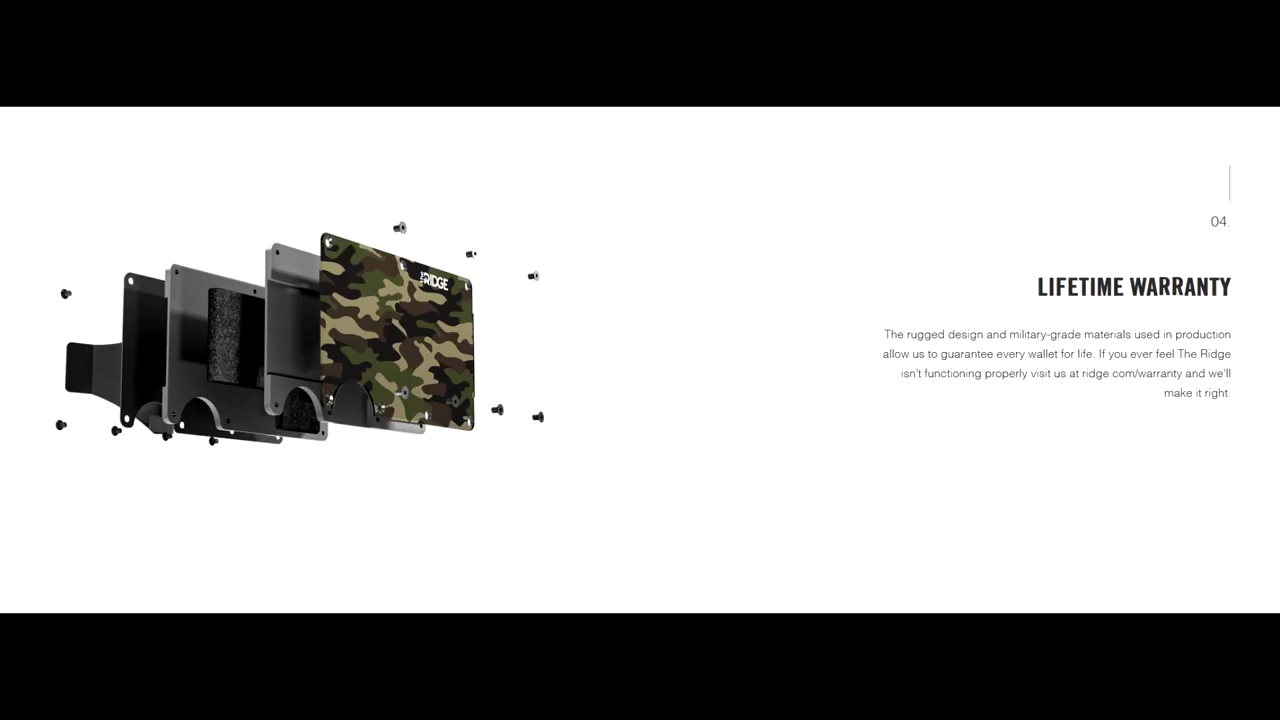 THE RIDGE
04.
LIFETIME WARRANTY
The rugged design and military-grade materials used in production
allow us to guarantee every wallet for life. If you ever feel The Ridge
isn't functioning properly visit us at ridge.com/warranty and we'll
make it right.